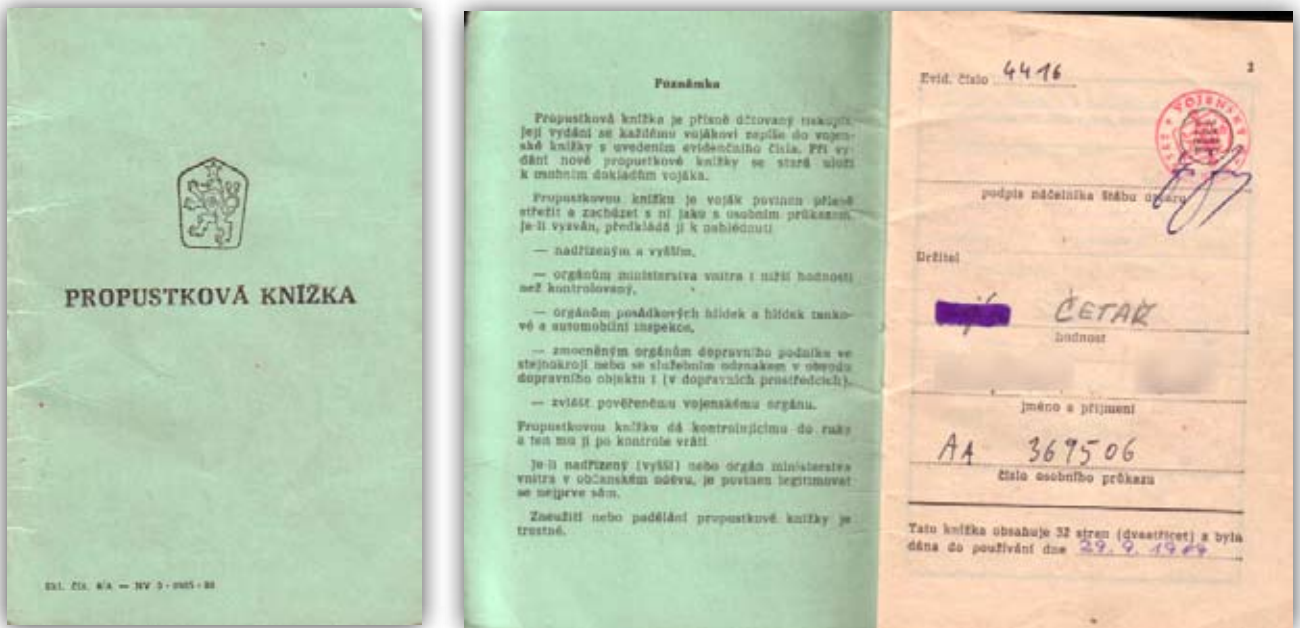 PROPUSTKOVÁ KNÍŽKA
Poznámka
Propustková knížka je přísně účtovaný tiskopis.
Její vydání se každému vojákovi zapíše do vojen-
ské knížky s uvedením evidenčního čísla. Při vy-
dání nové propustkové knížky se stará uloží
k osobním dokladům vojáka.
Propustkovou knížku je voják povinen přísně
střežit a zacházet s ní jako s osobním průkazem.
Je-li vyzván, předkládá ji k nahlédnutí
— nadřízeným a vyšším,
— orgánům ministerstva vnitra i nižší hodnosti
než kontrolovaný,
— orgánům posádkových hlídek a hlídek tanko-
vé a automobilní inspekce,
— zmocněným orgánům dopravního podniku ve
stejnokroji nebo se služebním odznakem v obvodu
dopravního objektu i (v dopravních prostředcích),
— zvlášť pověřenému vojenskému orgánu.
Propustkovou knížku dá kontrolujícímu do ruky
a ten mu ji po kontrole vrátí
Je-li nadřízený (vyšší) nebo orgán ministerstva
vnitra v občanském oděvu, je povinen legitimovat
se nejprve sám.
Zneužití nebo padělání propustkové knížky je
trestné.
Evid. číslo 4416
VOJENSKÝ
podpis náčelníka štábu útvaru
Držitel
ČETAŘ
hodnost
jméno a příjmení
AA 369506
číslo osobního průkazu
Tato knížka obsahuje 32 stran (dvaatřicet) a byla
dána do používání dne 29. 9. 1989